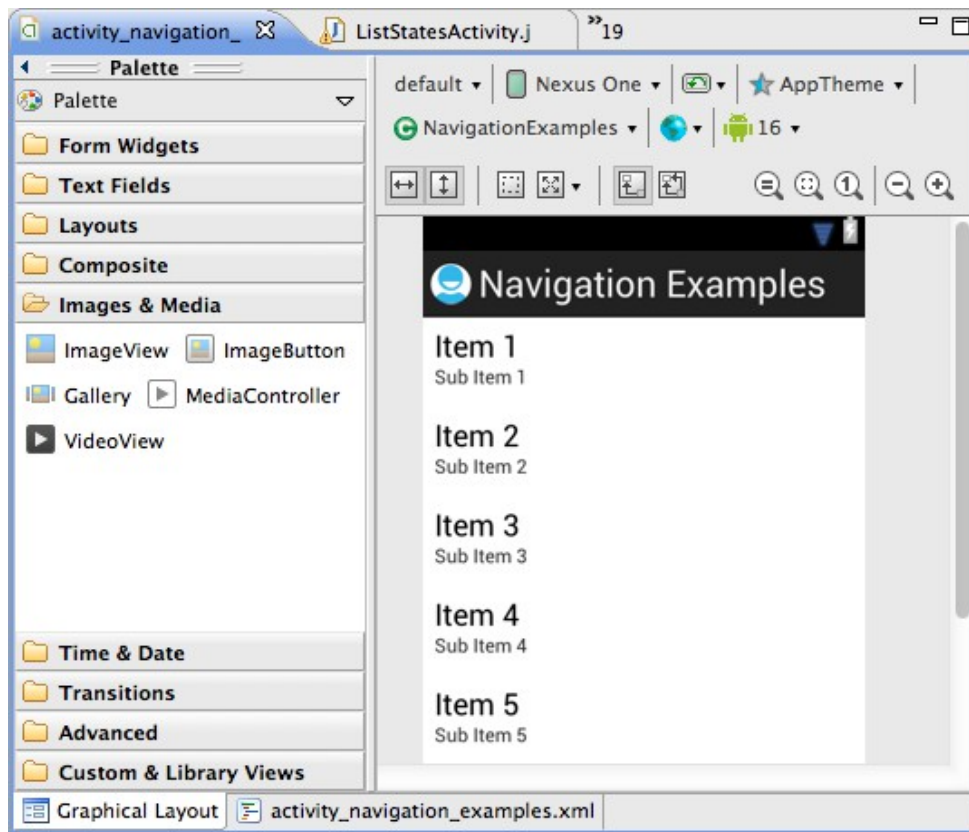 activity_navigation_
ListStatesActivity.j
»19
Palette
Palette
Form Widgets
Text Fields
Layouts
Composite
Images & Media
ImageView ImageButton
Gallery MediaController
VideoView
Time & Date
Transitions
Advanced
Custom & Library Views
default Nexus One AppTheme
NavigationExamples 16
1
Navigation Examples
Item 1
Sub Item 1
Item 2
Sub Item 2
Item 3
Sub Item 3
Item 4
Sub Item 4
Item 5
Sub Item 5
Graphical Layout activity_navigation_examples.xml